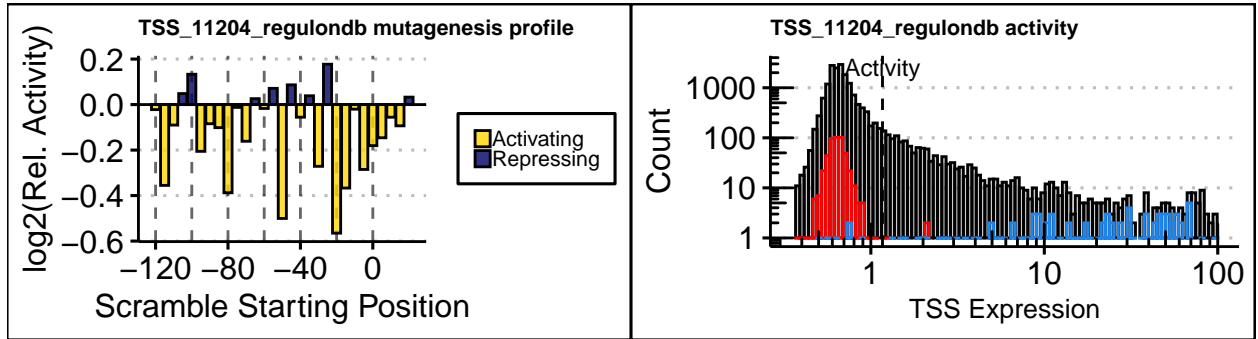 TSS_11204_regulondb mutagenesis profile
log2(Rel. Activity)
0.2
0.0
−0.2
−0.4
−0.6
−120
−80
−40
0
Scramble Starting Position
Activating
Repressing
TSS_11204_regulondb activity
Activity
Count
1000
100
10
1
1
10
100
TSS Expression